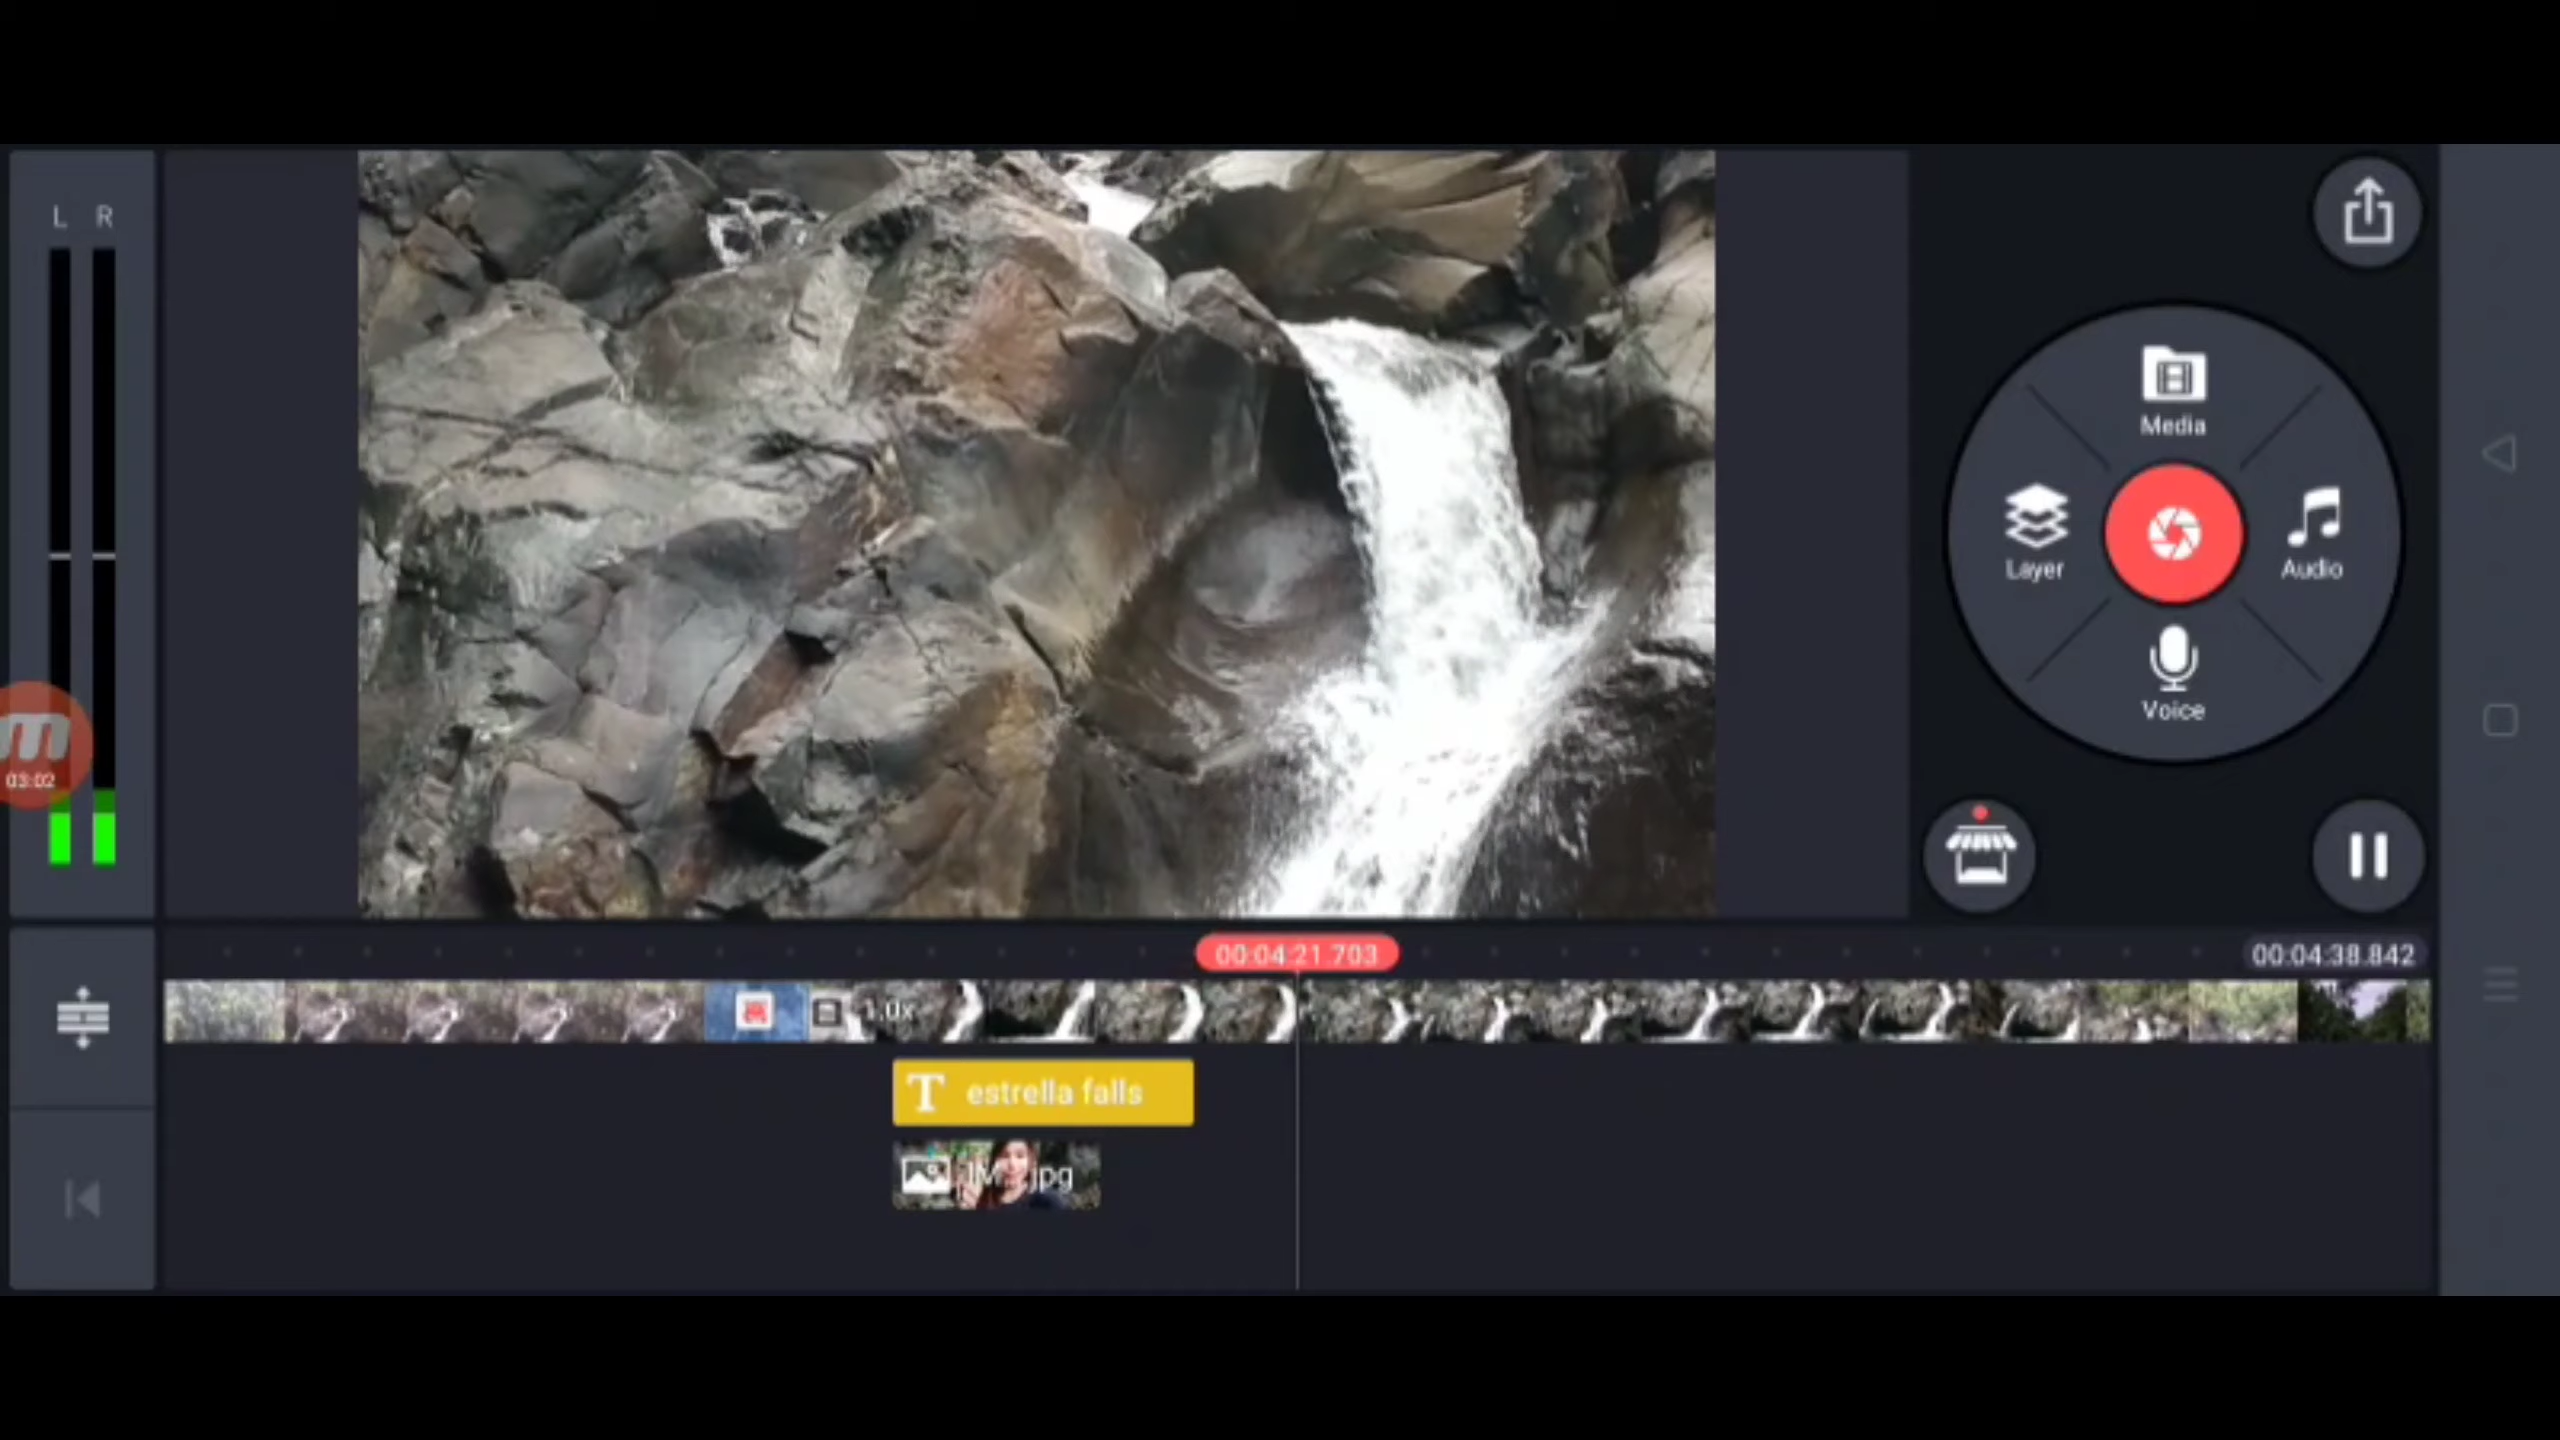 L R
Media
Layer
Audio
Voice
m
03:02
00:04:21.703
00:04:38.842
1.0x
T estrella falls
jpg